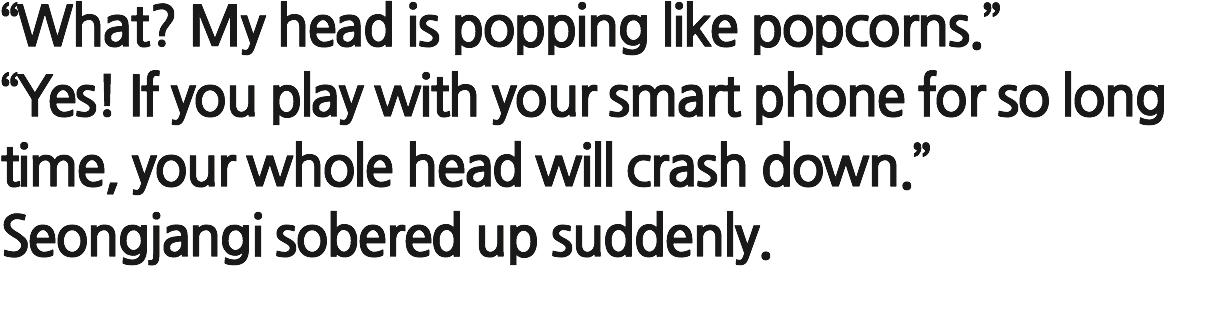 “What? My head is popping like popcorns.”
“Yes! If you play with your smart phone for so long
time, your whole head will crash down.”
Seongjangi sobered up suddenly.